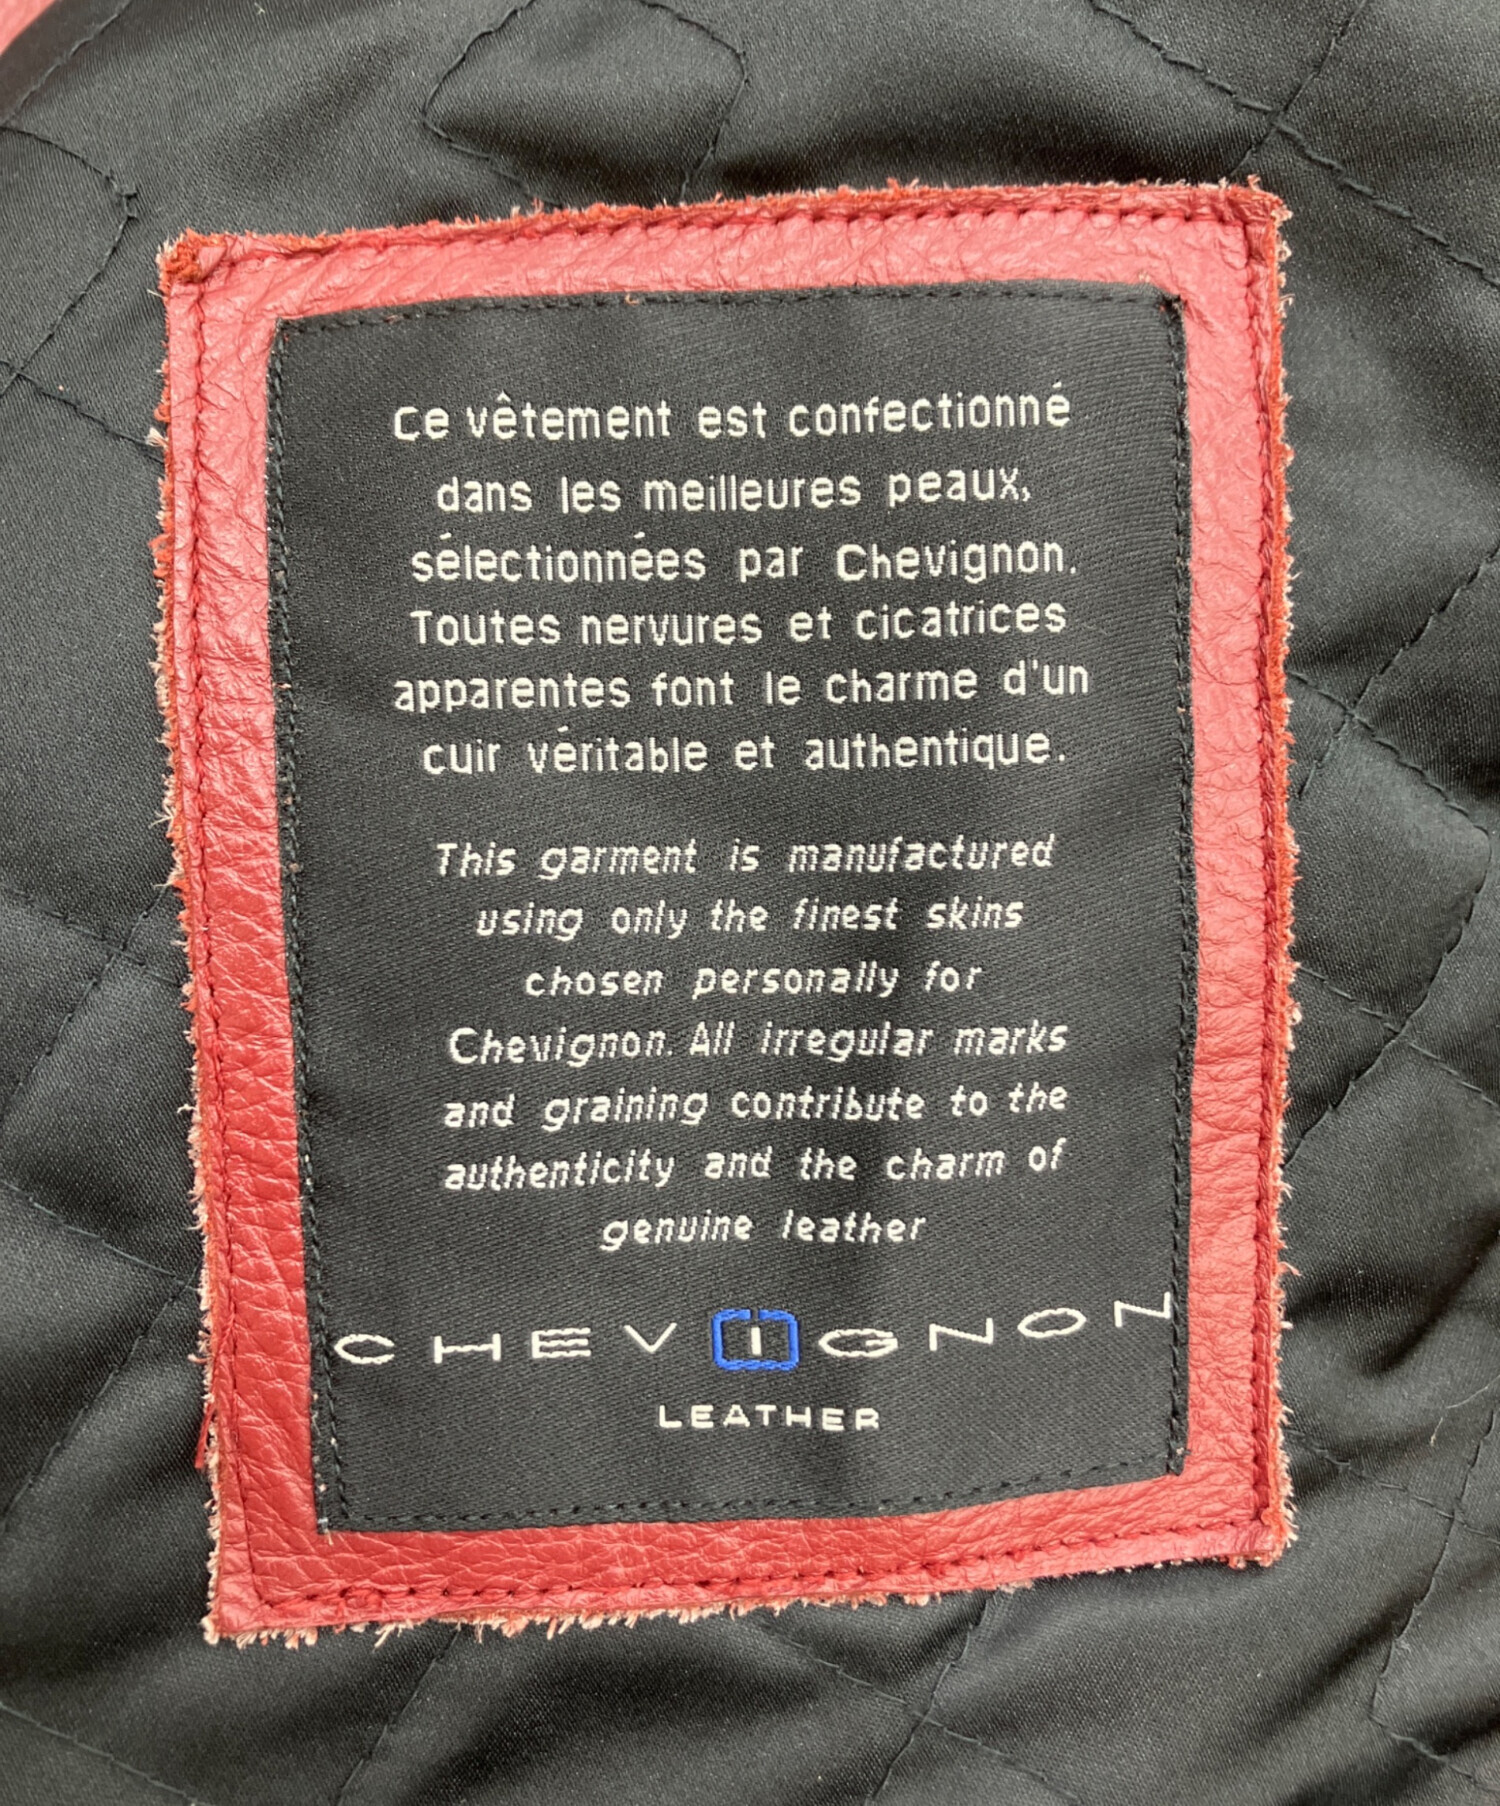 Ce vêtement est confectionné
dans les meilleures peaux,
sélectionnées par Chevignon.
Toutes nervures et cicatrices
apparentes font le charme d'un
cuir véritable et authentique.
This garment is manufactured
using only the finest skins
chosen personally for
Chevignon. All irregular marks
and graining contribute to the
authenticity and the charm of
genuine leather
CHEVIGNON
LEATHER